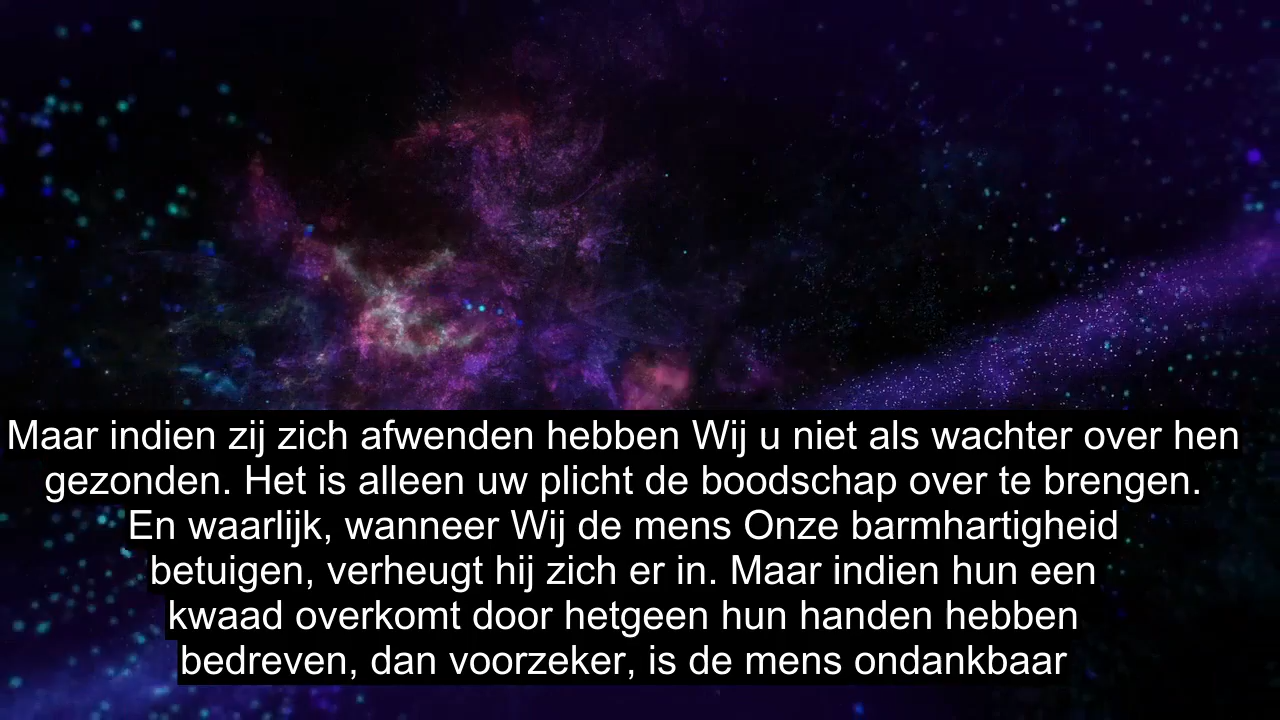 Maar indien zij zich afwenden hebben Wij u niet als wachter over hen
gezonden. Het is alleen uw plicht de boodschap over te brengen.
En waarlijk, wanneer Wij de mens Onze barmhartigheid
betuigen, verheugt hij zich er in. Maar indien hun een
kwaad overkomt door hetgeen hun handen hebben
bedreven, dan voorzeker, is de mens ondankbaar